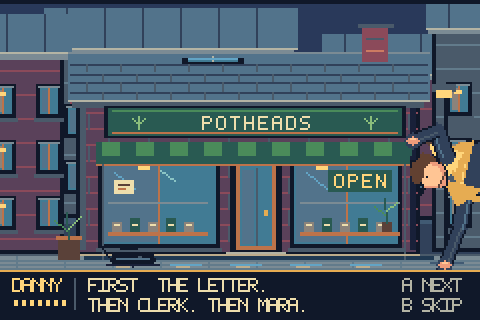 POTHEADS
OPEN
DANNY
FIRST THE LETTER.
THEN CLERK. THEN MARA.
A NEXT
B SKIP